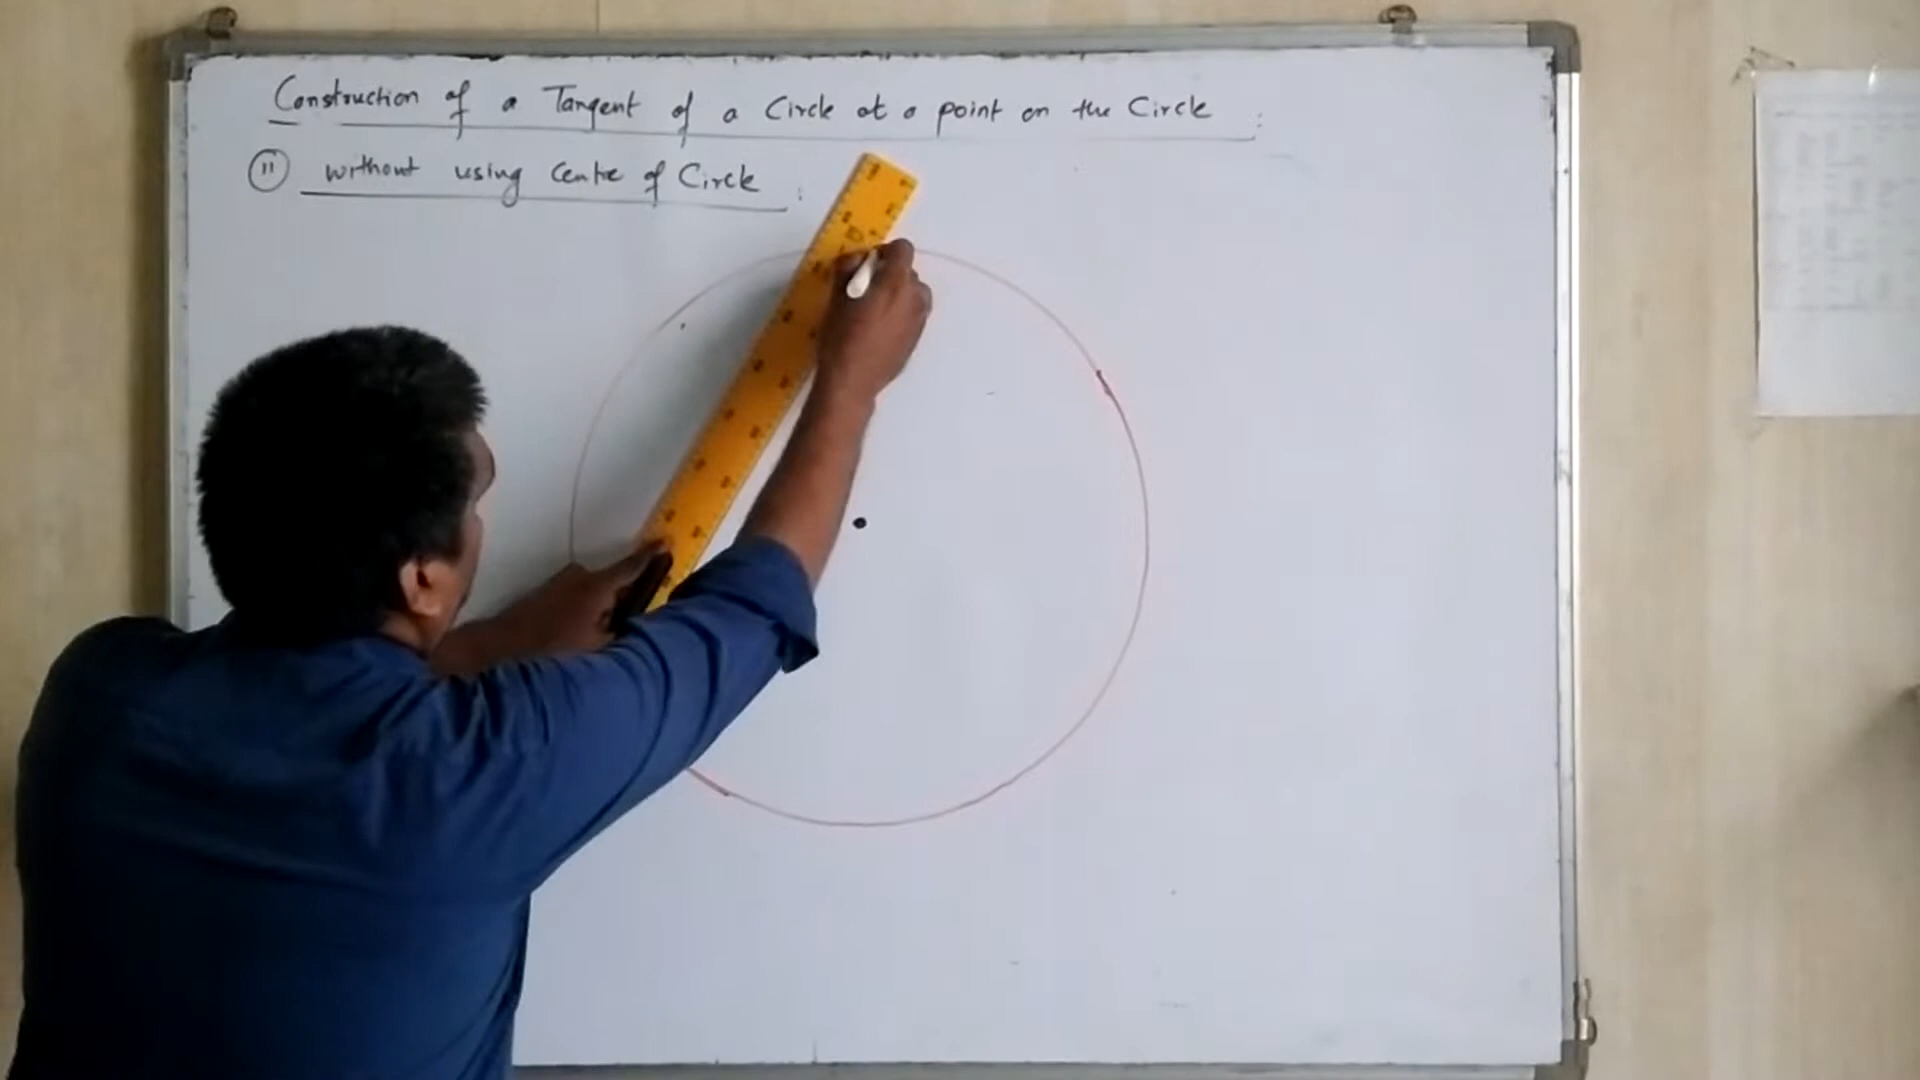 Construction of a Tangent of a Circle at a point on the Circle :
(ii) without using Centre of Circle :